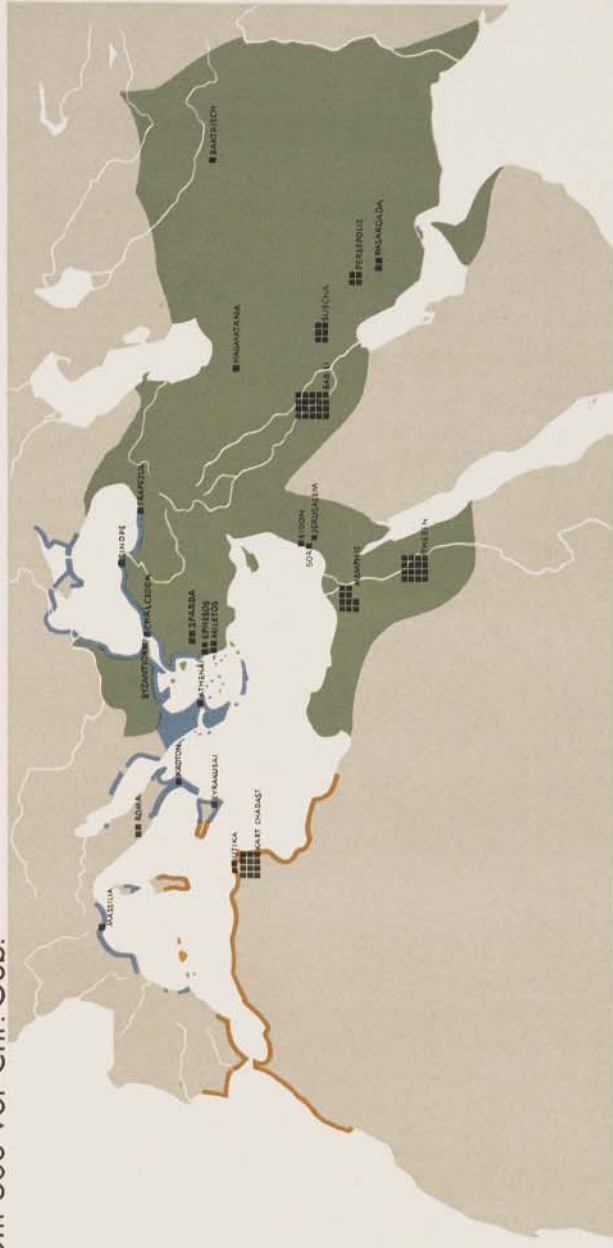 um 500 vor Chr. Geb.
MASSILIA
ROMA
KROTON
SYRAKUSAI
UTIKA
KART CHADAST
BYZANTION
CHALCEDON
SINOPE
TRAPEZUS
SPARDA
EPHESOS
MILETOS
ATHENAI
SIDON
SOR
JERUSALEM
MEMPHIS
THEBEN
HAGMATANA
BAKTRISCH
SUSCHA
PERSEPOLIS
PASARGADA